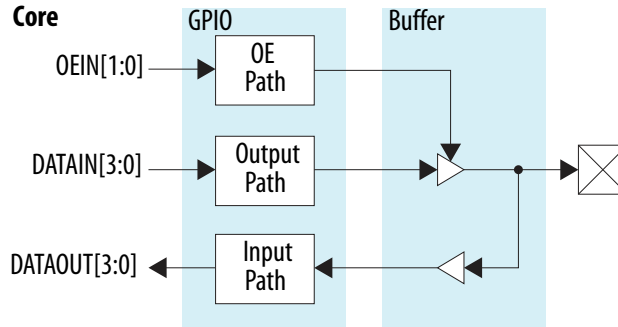 Core
GPIO
Buffer
OEIN[1:0]
OE
Path
DATAIN[3:0]
Output
Path
DATAOUT[3:0]
Input
Path